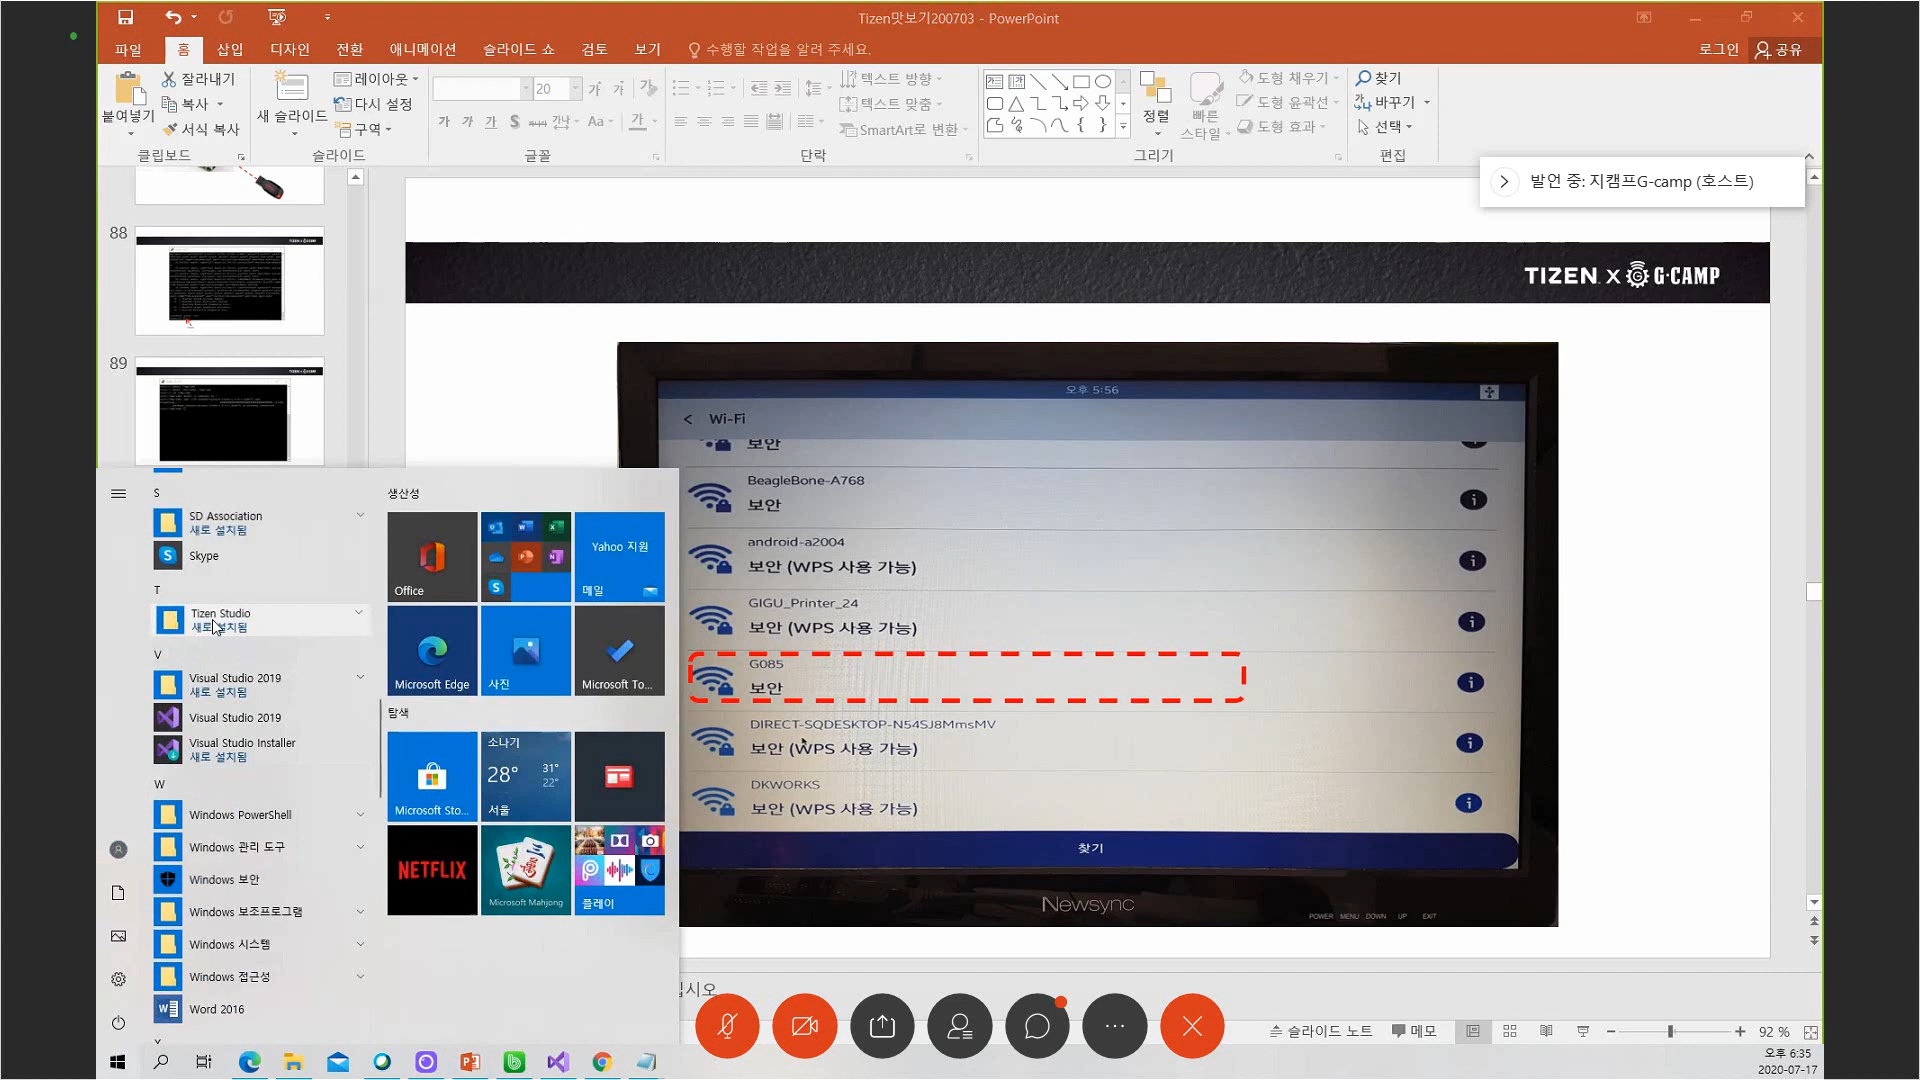 Tizen맛보기200703 - PowerPoint
파일
홈
삽입
디자인
전환
애니메이션
슬라이드 쇼
검토
보기
수행할 작업을 알려 주세요.
로그인
공유
붙여넣기
잘라내기
복사
서식 복사
클립보드
새 슬라이드
레이아웃
다시 설정
구역
슬라이드
20
글꼴
텍스트 방향
텍스트 맞춤
SmartArt로 변환
단락
정렬
빠른 스타일
도형 채우기
도형 윤곽선
도형 효과
그리기
찾기
바꾸기
선택
편집
발언 중: 지캠프G-camp (호스트)
88
89
TIZEN X G·CAMP
오후 5:56
Wi-Fi
보안
BeagleBone-A768
보안
android-a2004
보안 (WPS 사용 가능)
GIGU_Printer_24
보안 (WPS 사용 가능)
G085
보안
DIRECT-SQDESKTOP-N54SJ8MmsMV
보안 (WPS 사용 가능)
DKWORKS
보안 (WPS 사용 가능)
찾기
Newsync
POWER MENU DOWN UP EXIT
S
SD Association
새로 설치됨
Skype
T
Tizen Studio
새로 설치됨
V
Visual Studio 2019
새로 설치됨
Visual Studio 2019
Visual Studio Installer
새로 설치됨
W
Windows PowerShell
Windows 관리 도구
Windows 보안
Windows 보조프로그램
Windows 시스템
Windows 접근성
Word 2016
생산성
Office
Yahoo 지원
메일
Microsoft Edge
사진
Microsoft To...
탐색
Microsoft Sto...
소나기
28° 31°
22°
서울
NETFLIX
Microsoft Mahjong
플레이
십시오
슬라이드 노트
메모
92 %
오후 6:35
2020-07-17